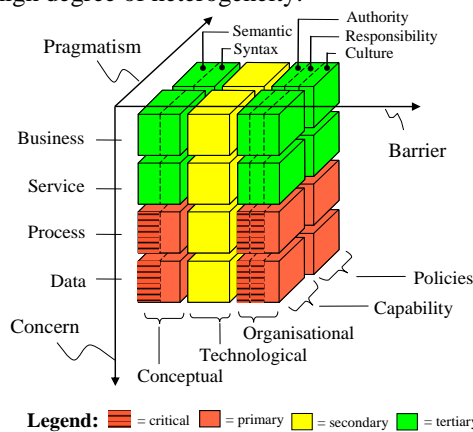 high degree of heterogeneity.
Semantic
Syntax
Authority
Responsibility
Culture
Pragmatism
Barrier
Business
Service
Process
Data
Concern
Policies
Capability
Organisational
Technological
Conceptual
Legend: = critical = primary = secondary = tertiary